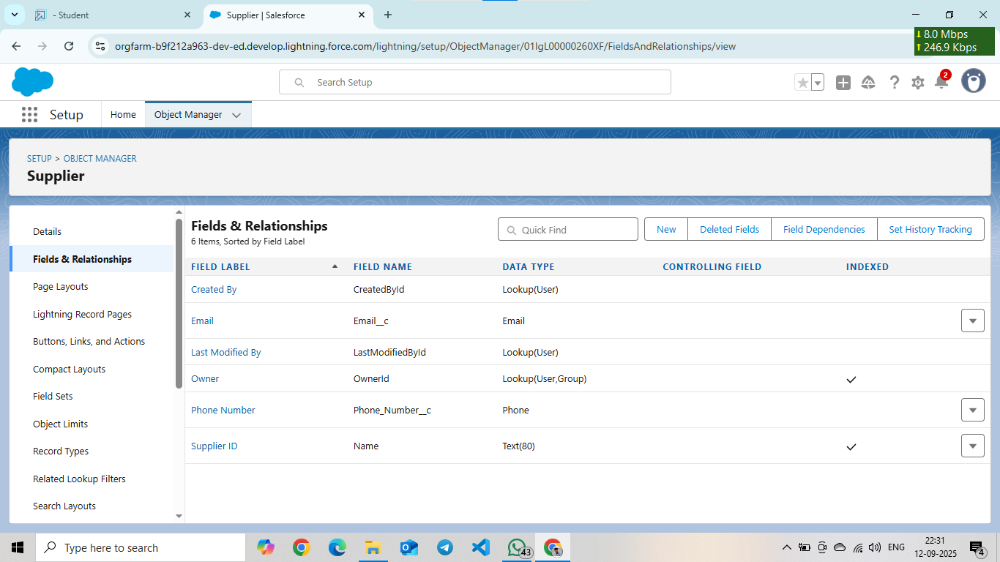 - Student
Supplier | Salesforce
orgfarm-b9f212a963-dev-ed.develop.lightning.force.com/lightning/setup/ObjectManager/01IgL00000260XF/FieldsAndRelationships/view
8.0 Mbps
246.9 Kbps
Search Setup
2
Setup
Home
Object Manager
SETUP > OBJECT MANAGER
Supplier
Details
Fields & Relationships
Page Layouts
Lightning Record Pages
Buttons, Links, and Actions
Compact Layouts
Field Sets
Object Limits
Record Types
Related Lookup Filters
Search Layouts
Fields & Relationships
6 Items, Sorted by Field Label
Quick Find
New
Deleted Fields
Field Dependencies
Set History Tracking
FIELD LABEL FIELD NAME DATA TYPE CONTROLLING FIELD INDEXED
Created By CreatedById Lookup(User)
Email Email__c Email
Last Modified By LastModifiedById Lookup(User)
Owner OwnerId Lookup(User,Group)
Phone Number Phone_Number__c Phone
Supplier ID Name Text(80)
Type here to search
43
ENG
22:31
12-09-2025
4